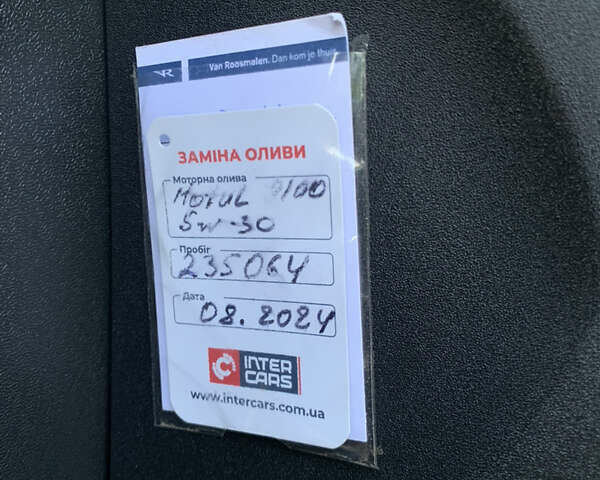 VR
Van Roosmalen. Dan kom je thuis
ЗАМІНА ОЛИВИ
Моторна олива
Motul 8100
5w-30
Пробіг
235064
Дата
08. 2024
INTER
CARS
www.intercars.com.ua